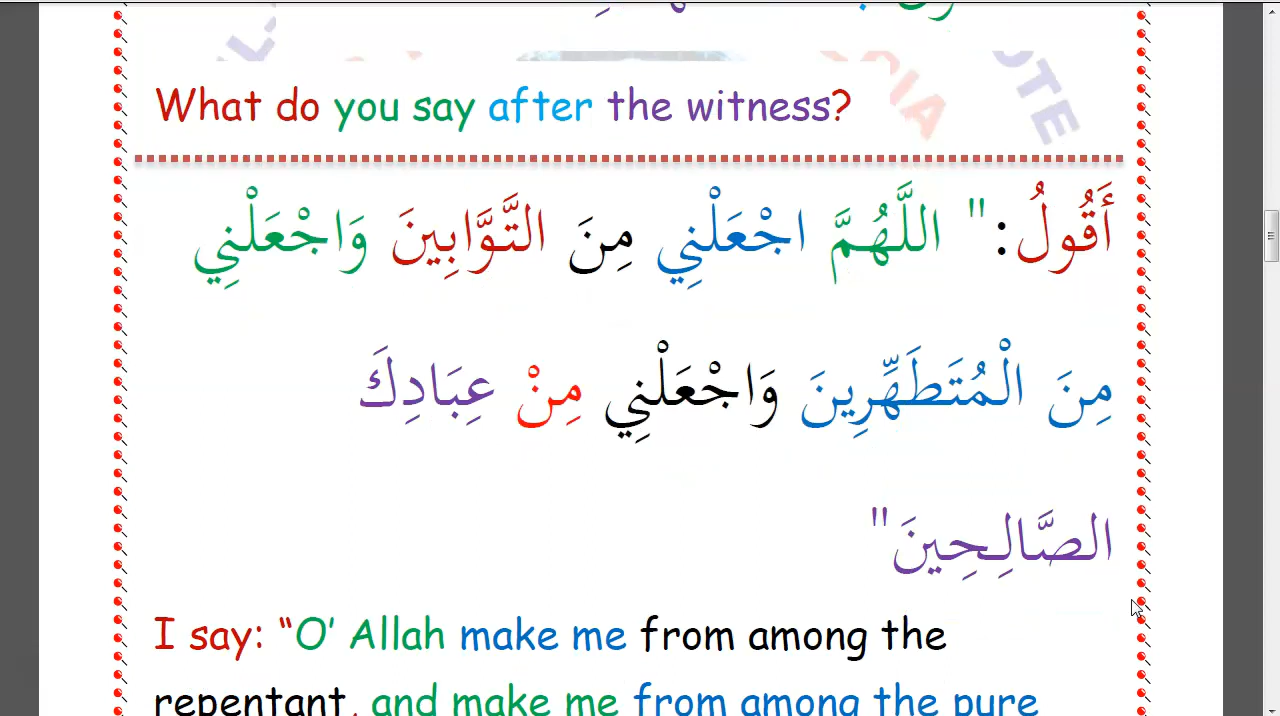 What do you say after the witness?
أَقُولُ: " اللَّهُمَّ اجْعَلْنِي مِنَ التَّوَّابِينَ وَاجْعَلْنِي
مِنَ الْمُتَطَهِّرِينَ وَاجْعَلْنِي مِنْ عِبَادِكَ
الصَّالِحِينَ"
I say: “O’ Allah make me from among the
repentant, and make me from among the pure